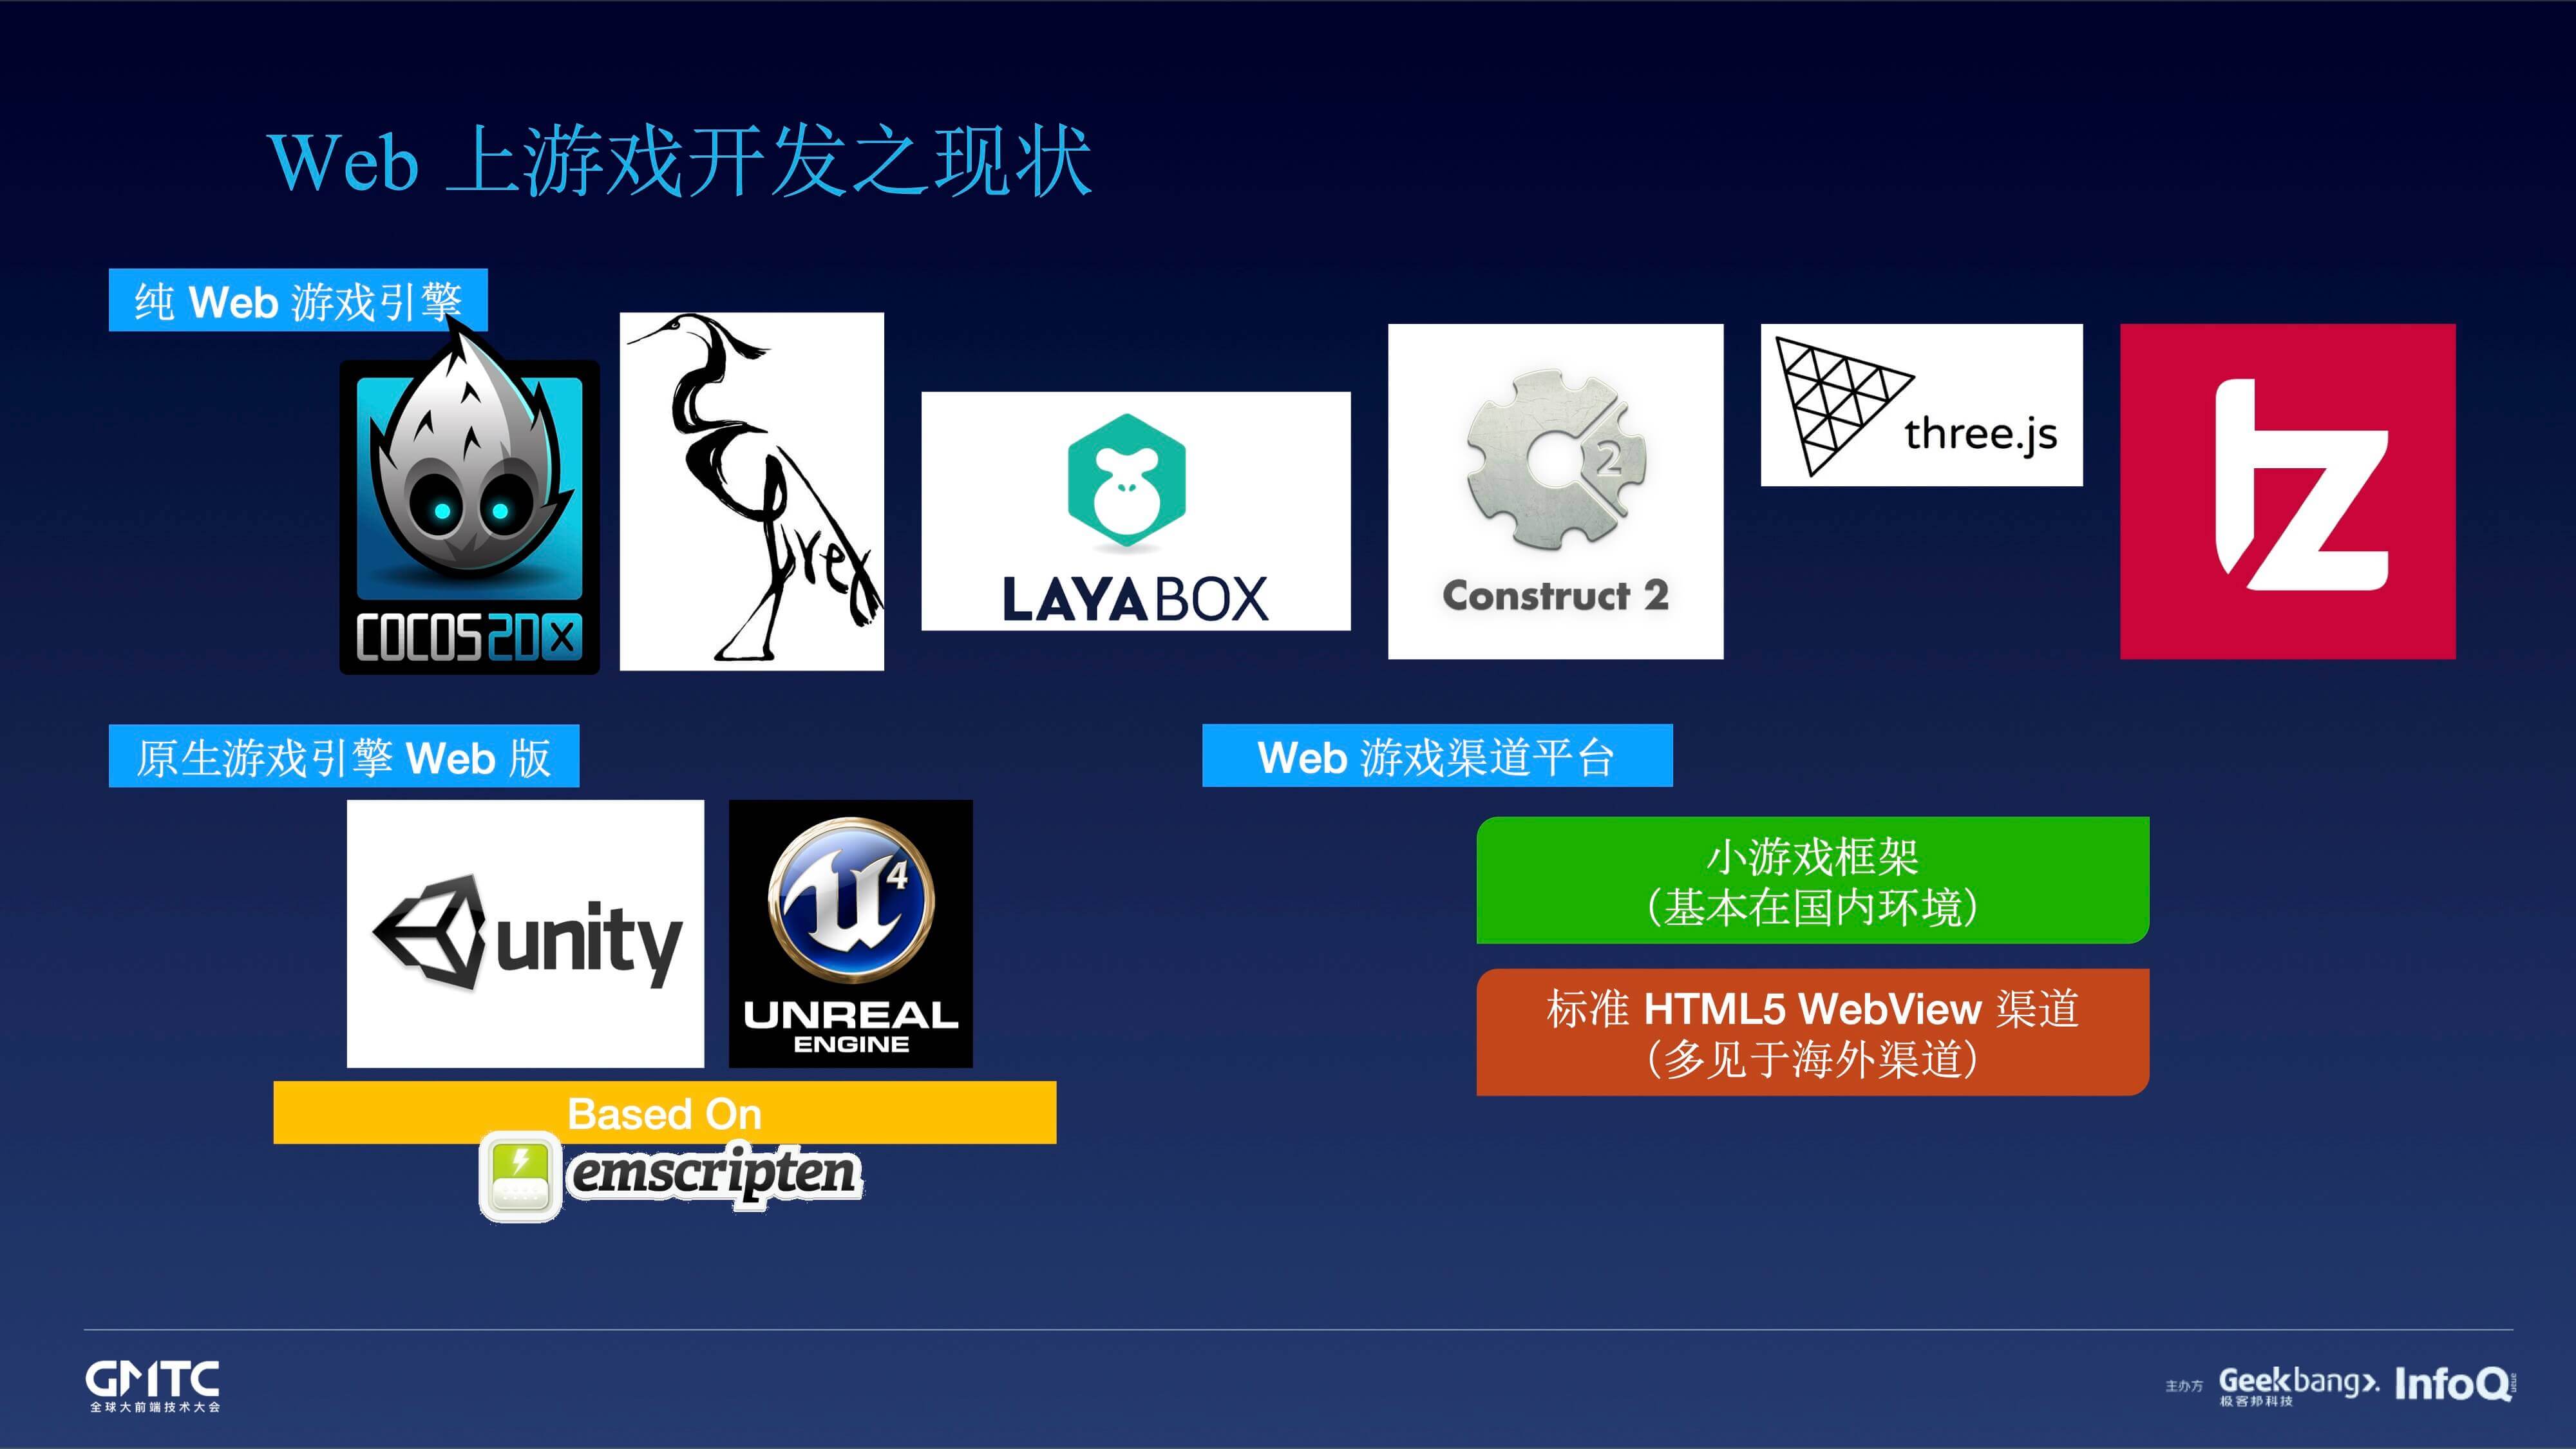 Web 上游戏开发之现状
纯 Web 游戏引擎
COCOS2DX
LAYABOX
2
Construct 2
three.js
原生游戏引擎 Web 版
unity
4
UNREAL
ENGINE
Based On
emscripten
Web 游戏渠道平台
小游戏框架
(基本在国内环境)
标准 HTML5 WebView 渠道
(多见于海外渠道)
GMTC
全球大前端技术大会
主办方 Geekbang>. InfoQ
极客邦科技